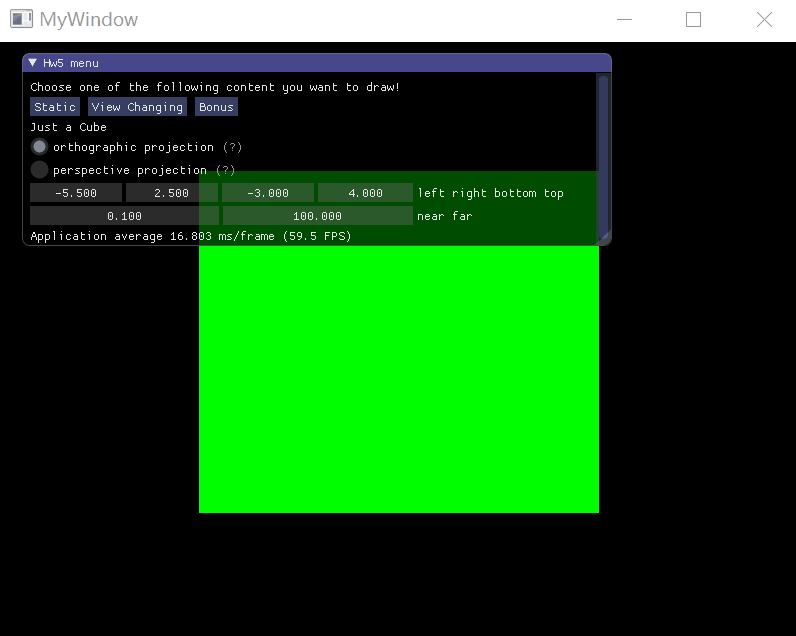 MyWindow
Hw5 menu
Choose one of the following content you want to draw!
Static View Changing Bonus
Just a Cube
orthographic projection (?)
perspective projection (?)
-5.500 2.500 -3.000 4.000 left right bottom top
0.100 100.000 near far
Application average 16.803 ms/frame (59.5 FPS)